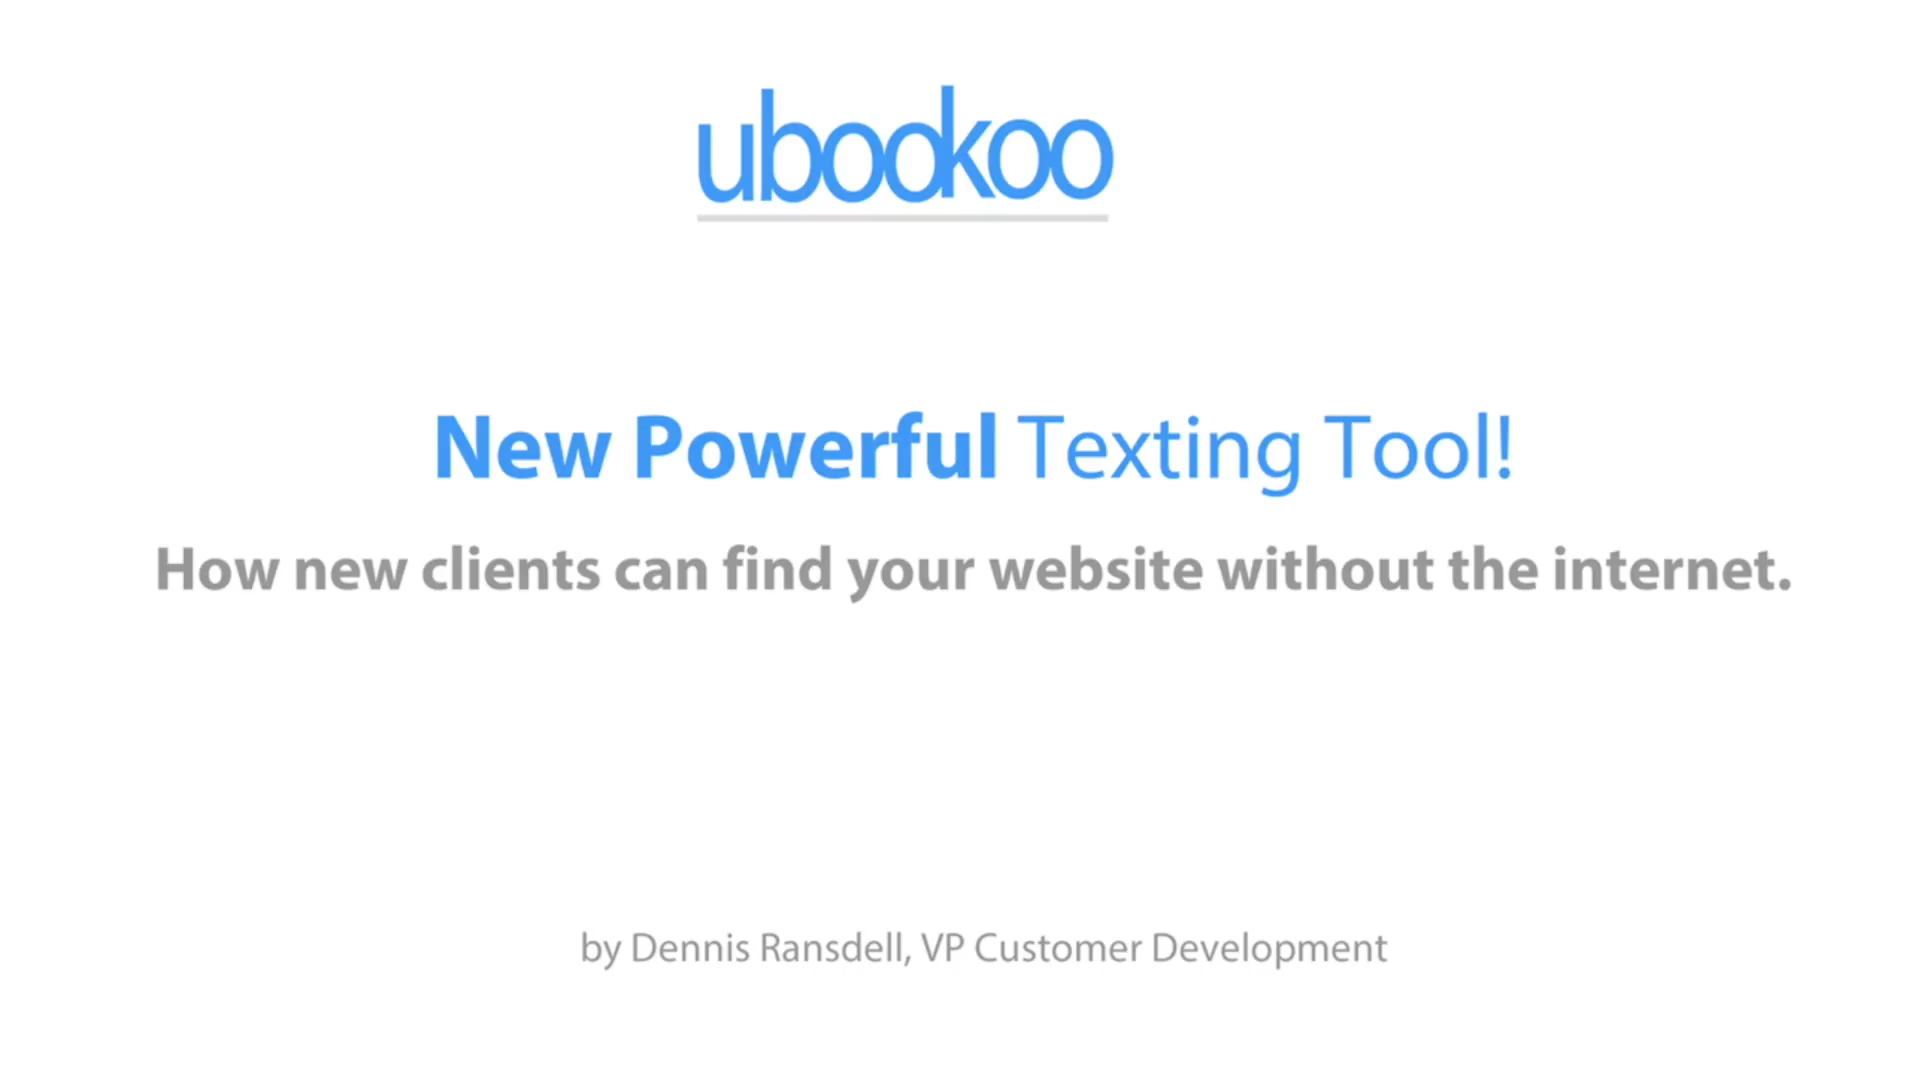 ubookoo
New Powerful Texting Tool!
How new clients can find your website without the internet.
by Dennis Ransdell, VP Customer Development